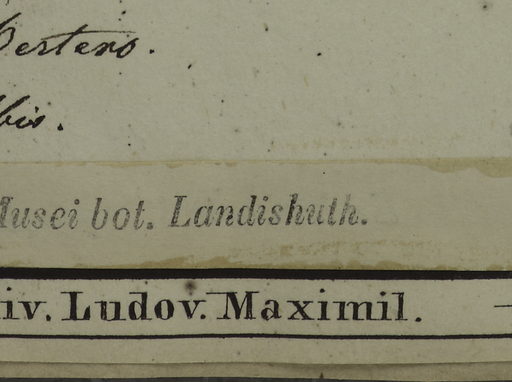 Bertero.
bis.
Musei bot. Landishuth.
iv. Ludov. Maximil. —